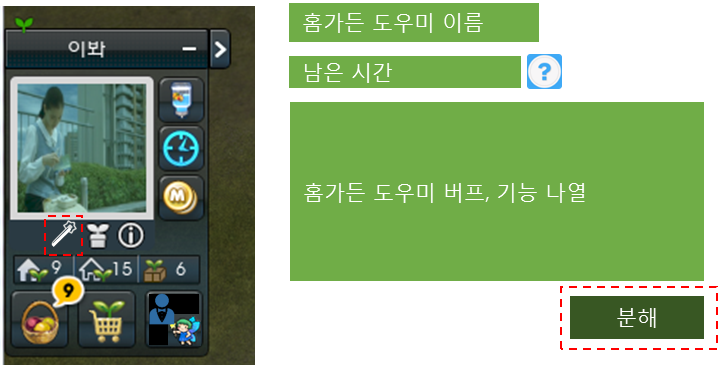 이봐
M
9
15
6
9
홈가든 도우미 이름
남은 시간
?
홈가든 도우미 버프, 기능 나열
분해